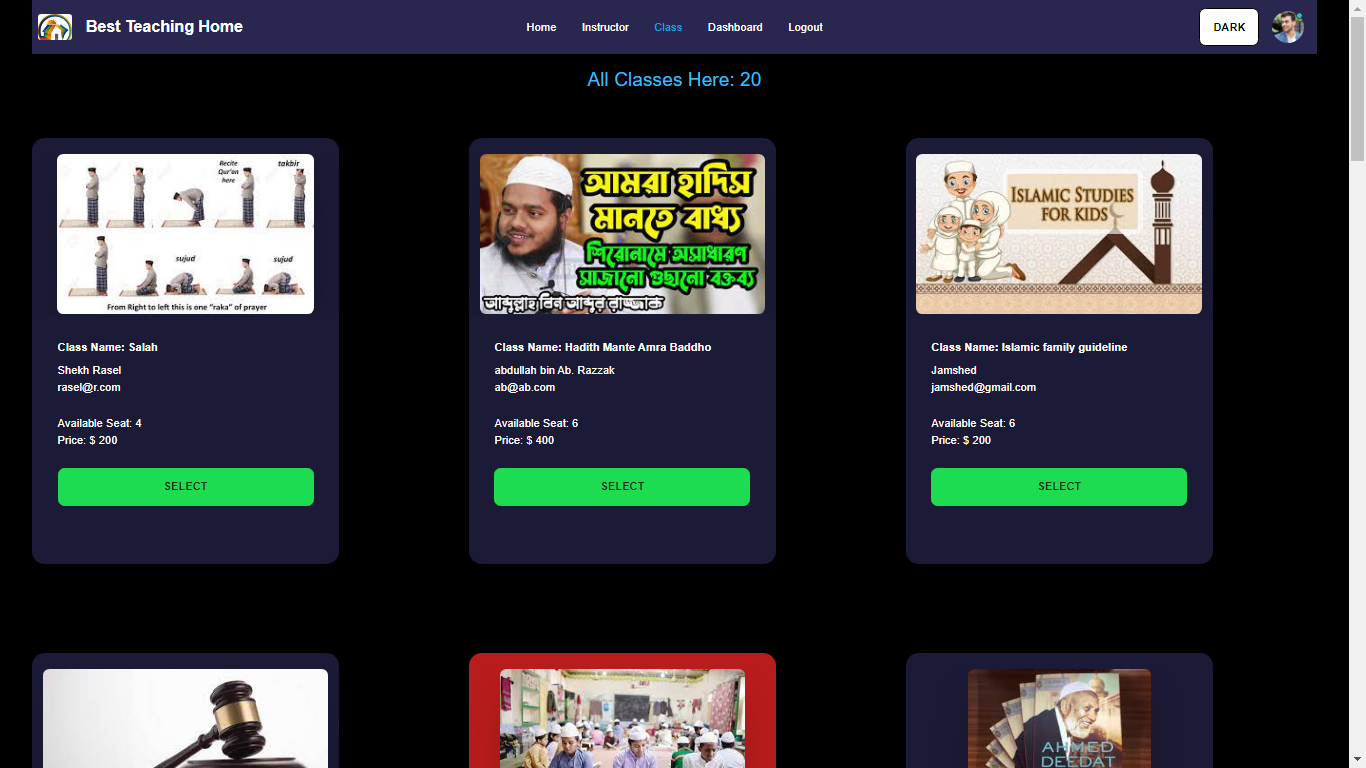 Best Teaching Home
Home
Instructor
Class
Dashboard
Logout
DARK
All Classes Here: 20
Recite
Qur'an
here
takbir
sujud
sujud
From Right to left this is one "raka" of prayer
Class Name: Salah
Shekh Rasel
rasel@r.com
Available Seat: 4
Price: $ 200
SELECT
আমরা হাদিস
মানতে বাধ্য
শিরোনামে অসাধারণ
সাজানো গুছানো বক্তব্য
আব্দুল্লাহ বিন আব্দুর রাজ্জাক
Class Name: Hadith Mante Amra Baddho
abdullah bin Ab. Razzak
ab@ab.com
Available Seat: 6
Price: $ 400
SELECT
ISLAMIC STUDIES
FOR KIDS
Class Name: Islamic family guideline
Jamshed
jamshed@gmail.com
Available Seat: 6
Price: $ 200
SELECT
AHMED
DEEDAT